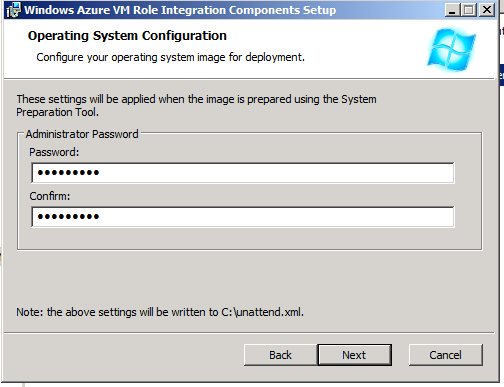 Windows Azure VM Role Integration Components Setup
Operating System Configuration
Configure your operating system image for deployment.
These settings will be applied when the image is prepared using the System
Preparation Tool.
Administrator Password
Password:
•••••••••
Confirm:
•••••••••
Note: the above settings will be written to C:\unattend.xml.
Back Next Cancel